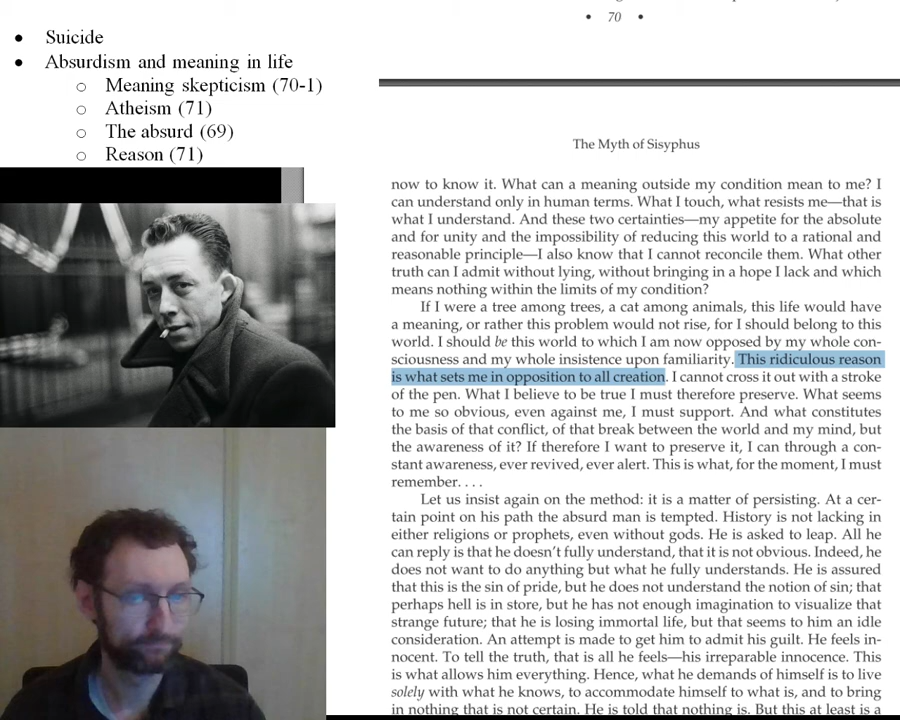 • Suicide
• Absurdism and meaning in life
○ Meaning skepticism (70-1)
○ Atheism (71)
○ The absurd (69)
○ Reason (71)
• 70 •
The Myth of Sisyphus
now to know it. What can a meaning outside my condition mean to me? I
can understand only in human terms. What I touch, what resists me—that is
what I understand. And these two certainties—my appetite for the absolute
and for unity and the impossibility of reducing this world to a rational and
reasonable principle—I also know that I cannot reconcile them. What other
truth can I admit without lying, without bringing in a hope I lack and which
means nothing within the limits of my condition?
If I were a tree among trees, a cat among animals, this life would have
a meaning, or rather this problem would not rise, for I should belong to this
world. I should be this world to which I am now opposed by my whole con-
sciousness and my whole insistence upon familiarity. This ridiculous reason
is what sets me in opposition to all creation. I cannot cross it out with a stroke
of the pen. What I believe to be true I must therefore preserve. What seems
to me so obvious, even against me, I must support. And what constitutes
the basis of that conflict, of that break between the world and my mind, but
the awareness of it? If therefore I want to preserve it, I can through a con-
stant awareness, ever revived, ever alert. This is what, for the moment, I must
remember. . . .
Let us insist again on the method: it is a matter of persisting. At a cer-
tain point on his path the absurd man is tempted. History is not lacking in
either religions or prophets, even without gods. He is asked to leap. All he
can reply is that he doesn't fully understand, that it is not obvious. Indeed, he
does not want to do anything but what he fully understands. He is assured
that this is the sin of pride, but he does not understand the notion of sin; that
perhaps hell is in store, but he has not enough imagination to visualize that
strange future; that he is losing immortal life, but that seems to him an idle
consideration. An attempt is made to get him to admit his guilt. He feels in-
nocent. To tell the truth, that is all he feels—his irreparable innocence. This
is what allows him everything. Hence, what he demands of himself is to live
solely with what he knows, to accommodate himself to what is, and to bring
in nothing that is not certain. He is told that nothing is. But this at least is a